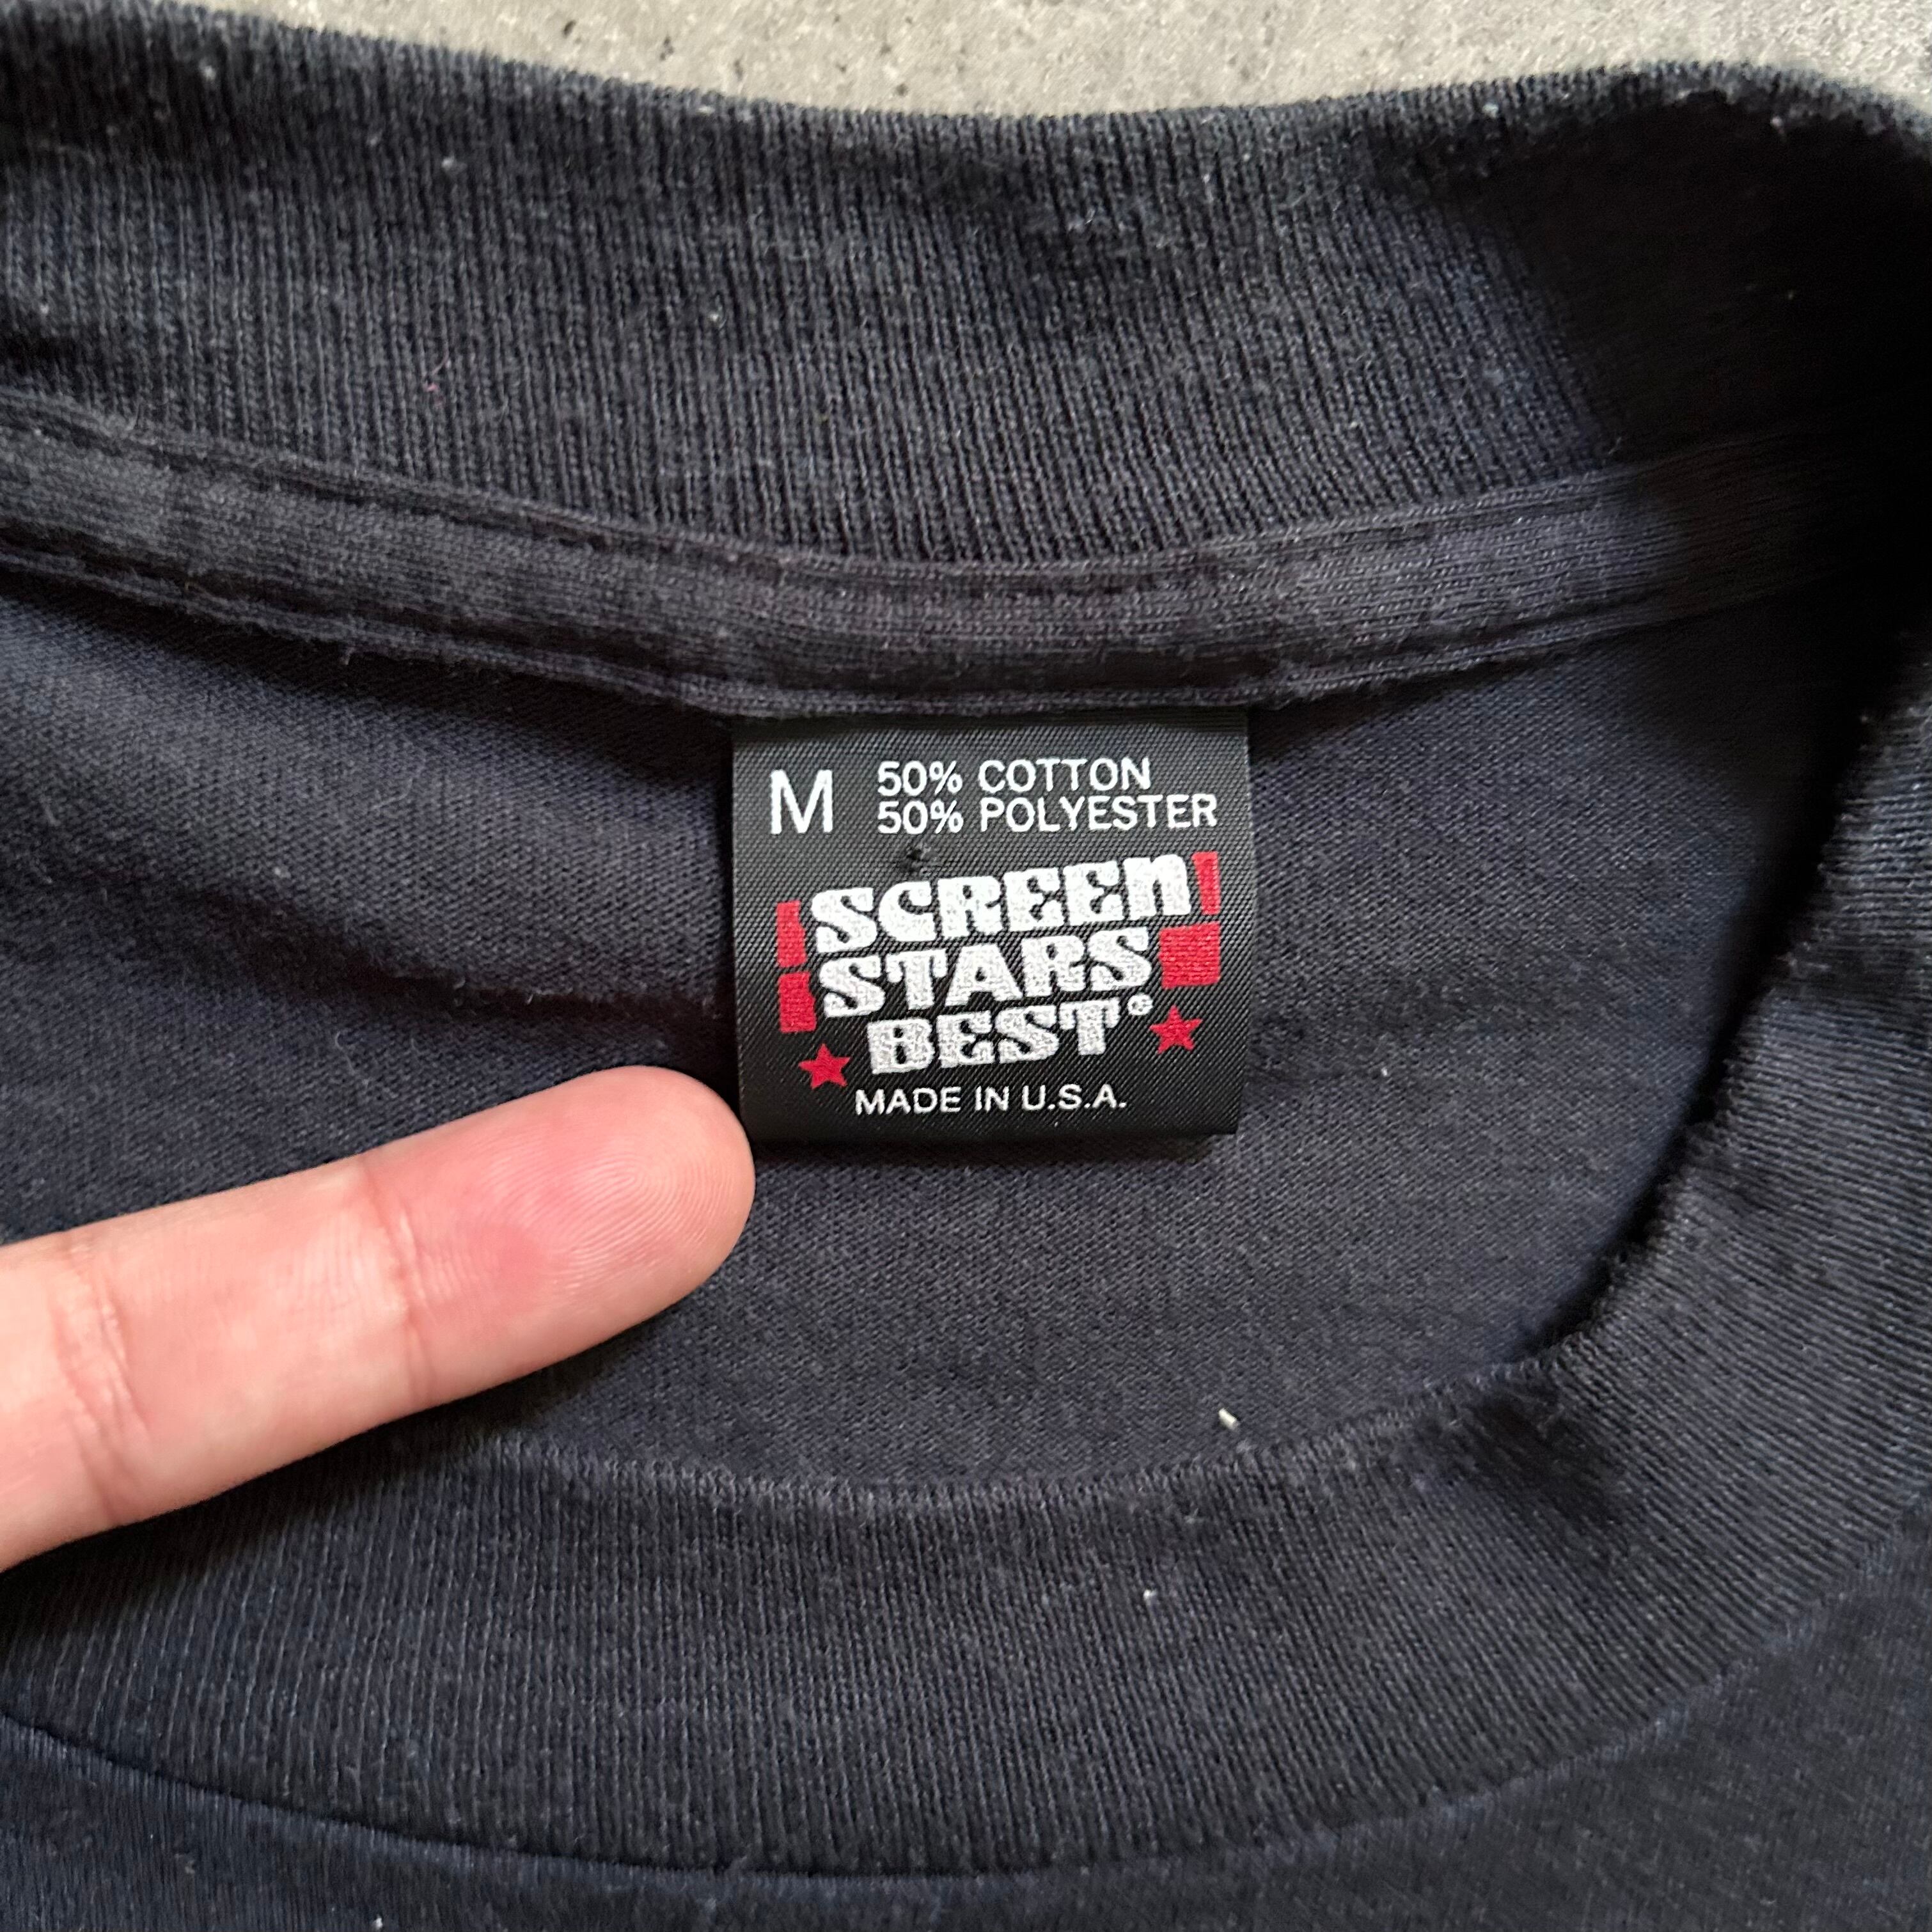 M 50% COTTON
50% POLYESTER
SCREEN
STARS
BEST®
MADE IN U.S.A.